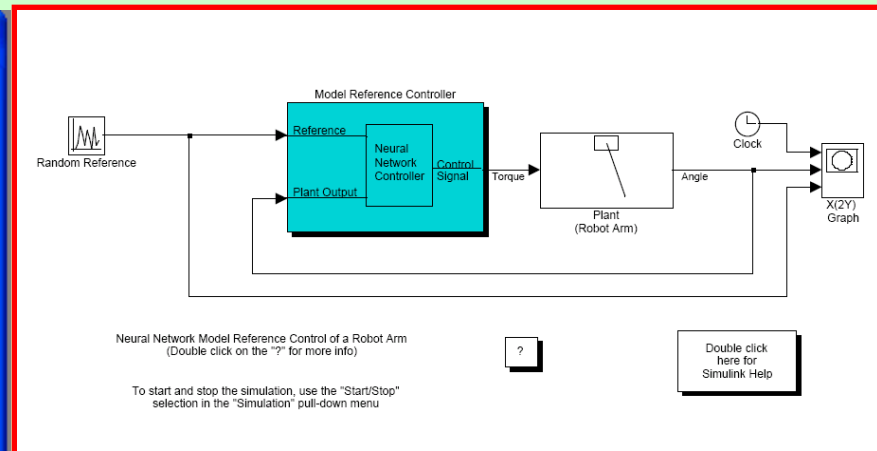 Model Reference Controller
Random Reference
Reference
Plant Output
Neural
Network
Controller
Control
Signal
Torque
Plant
(Robot Arm)
Angle
Clock
X(2Y)
Graph
Neural Network Model Reference Control of a Robot Arm
(Double click on the "?" for more info)
To start and stop the simulation, use the "Start/Stop"
selection in the "Simulation" pull-down menu
?
Double click
here for
Simulink Help